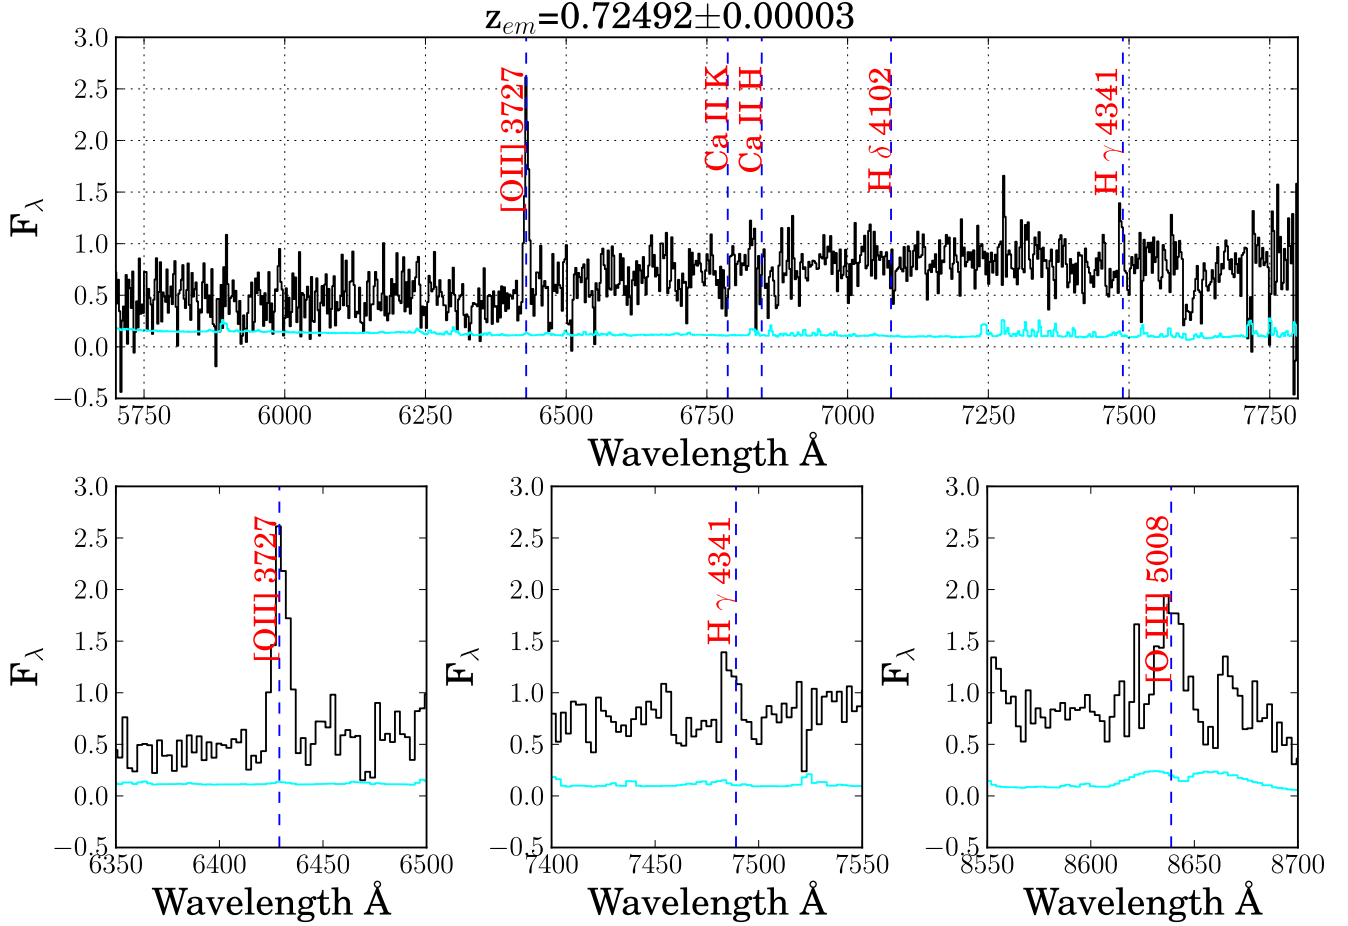 z_em=0.72492±0.00003
3.0
2.5
2.0
1.5
1.0
0.5
0.0
−0.5
F_λ
[OII] 3727
Ca II K
Ca II H
H δ 4102
H γ 4341
5750 6000 6250 6500 6750 7000 7250 7500 7750
Wavelength Å
3.0
2.5
2.0
1.5
1.0
0.5
0.0
−0.5
F_λ
[OII] 3727
6350 6400 6450 6500
Wavelength Å
3.0
2.5
2.0
1.5
1.0
0.5
0.0
−0.5
F_λ
H γ 4341
7400 7450 7500 7550
Wavelength Å
3.0
2.5
2.0
1.5
1.0
0.5
0.0
−0.5
F_λ
[O III] 5008
8550 8600 8650 8700
Wavelength Å